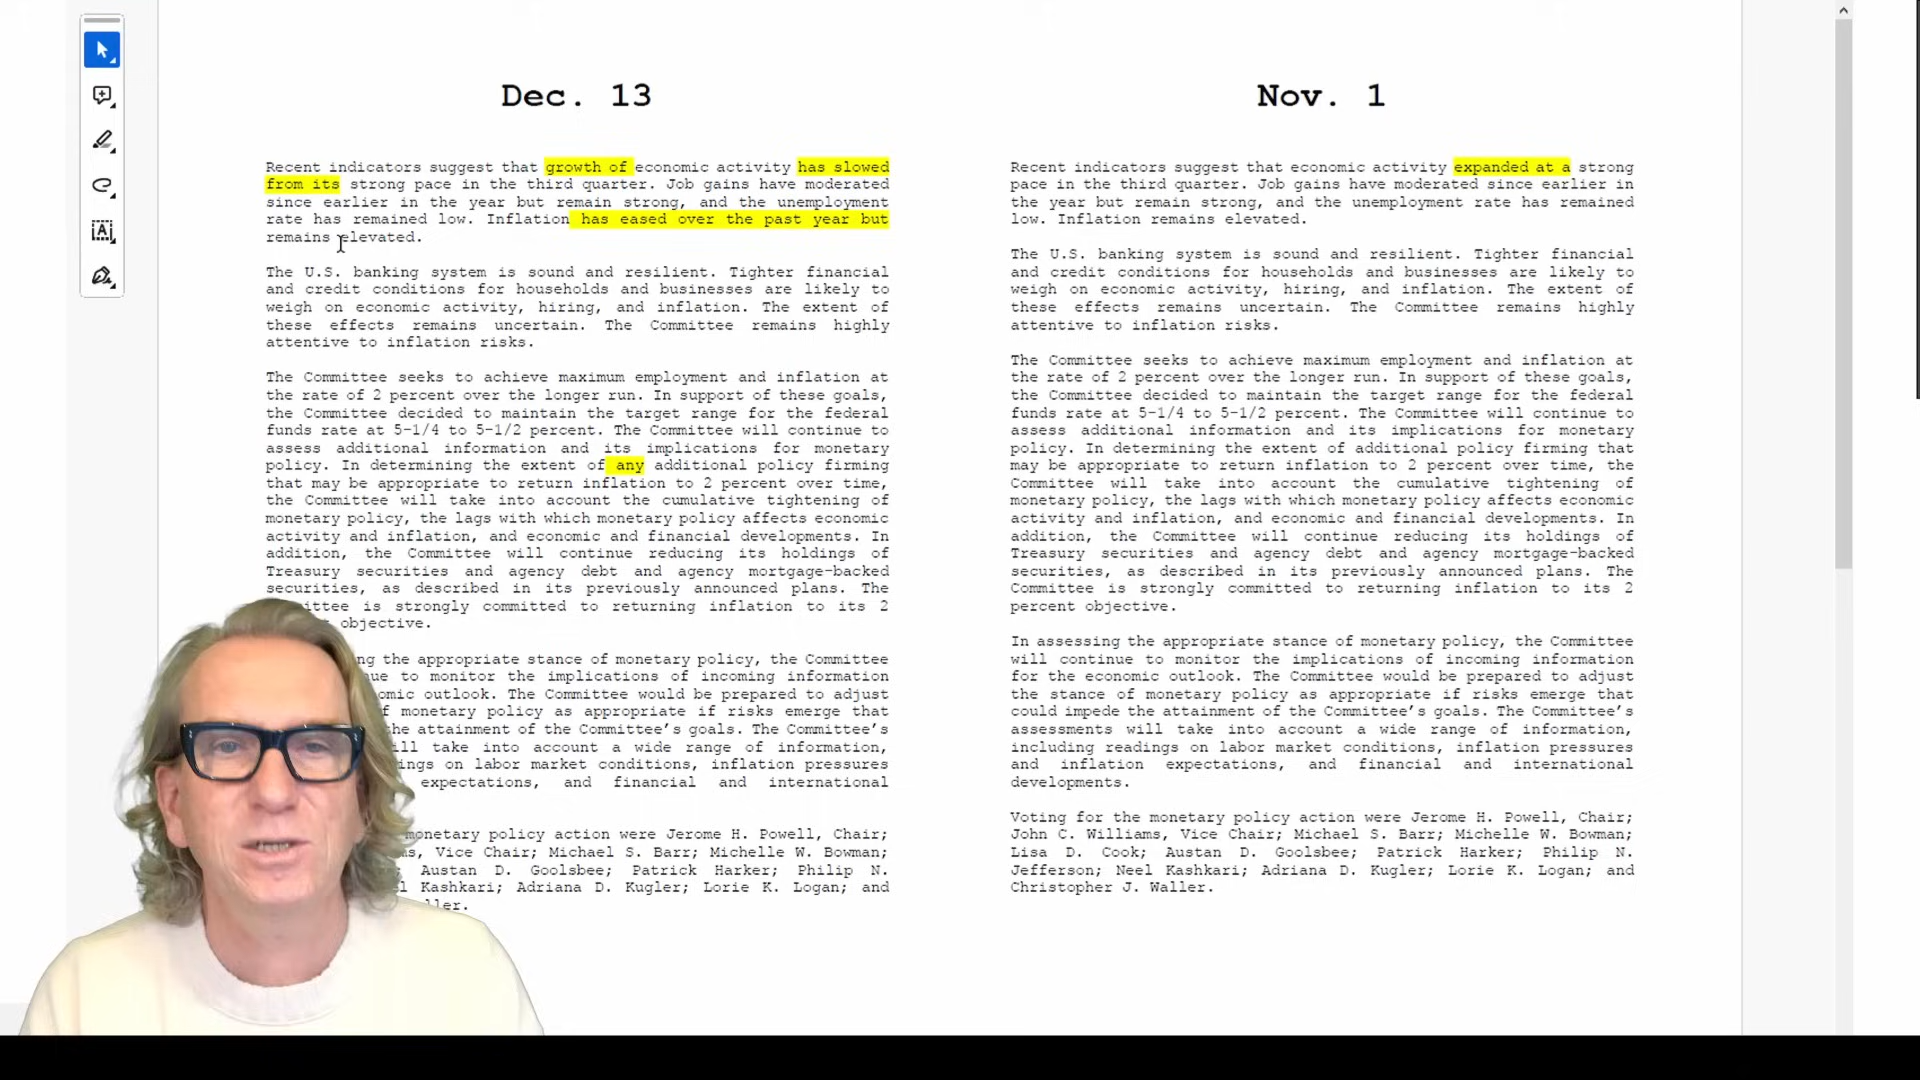 Dec. 13
Recent indicators suggest that growth of economic activity has slowed
from its strong pace in the third quarter. Job gains have moderated
since earlier in the year but remain strong, and the unemployment
rate has remained low. Inflation has eased over the past year but
remains elevated.
The U.S. banking system is sound and resilient. Tighter financial
and credit conditions for households and businesses are likely to
weigh on economic activity, hiring, and inflation. The extent of
these effects remains uncertain. The Committee remains highly
attentive to inflation risks.
The Committee seeks to achieve maximum employment and inflation at
the rate of 2 percent over the longer run. In support of these goals,
the Committee decided to maintain the target range for the federal
funds rate at 5-1/4 to 5-1/2 percent. The Committee will continue to
assess additional information and its implications for monetary
policy. In determining the extent of any additional policy firming
that may be appropriate to return inflation to 2 percent over time,
the Committee will take into account the cumulative tightening of
monetary policy, the lags with which monetary policy affects economic
activity and inflation, and economic and financial developments. In
addition, the Committee will continue reducing its holdings of
Treasury securities and agency debt and agency mortgage-backed
securities, as described in its previously announced plans. The
is strongly committed to returning inflation to its 2
objective.
the appropriate stance of monetary policy, the Committee
to monitor the implications of incoming information
outlook. The Committee would be prepared to adjust
monetary policy as appropriate if risks emerge that
the attainment of the Committee's goals. The Committee's
will take into account a wide range of information,
on labor market conditions, inflation pressures
expectations, and financial and international
monetary policy action were Jerome H. Powell, Chair;
Vice Chair; Michael S. Barr; Michelle W. Bowman;
Austan D. Goolsbee; Patrick Harker; Philip N.
Kashkari; Adriana D. Kugler; Lorie K. Logan; and
Nov. 1
Recent indicators suggest that economic activity expanded at a strong
pace in the third quarter. Job gains have moderated since earlier in
the year but remain strong, and the unemployment rate has remained
low. Inflation remains elevated.
The U.S. banking system is sound and resilient. Tighter financial
and credit conditions for households and businesses are likely to
weigh on economic activity, hiring, and inflation. The extent of
these effects remains uncertain. The Committee remains highly
attentive to inflation risks.
The Committee seeks to achieve maximum employment and inflation at
the rate of 2 percent over the longer run. In support of these goals,
the Committee decided to maintain the target range for the federal
funds rate at 5-1/4 to 5-1/2 percent. The Committee will continue to
assess additional information and its implications for monetary
policy. In determining the extent of additional policy firming that
may be appropriate to return inflation to 2 percent over time, the
Committee will take into account the cumulative tightening of
monetary policy, the lags with which monetary policy affects economic
activity and inflation, and economic and financial developments. In
addition, the Committee will continue reducing its holdings of
Treasury securities and agency debt and agency mortgage-backed
securities, as described in its previously announced plans. The
Committee is strongly committed to returning inflation to its 2
percent objective.
In assessing the appropriate stance of monetary policy, the Committee
will continue to monitor the implications of incoming information
for the economic outlook. The Committee would be prepared to adjust
the stance of monetary policy as appropriate if risks emerge that
could impede the attainment of the Committee's goals. The Committee's
assessments will take into account a wide range of information,
including readings on labor market conditions, inflation pressures
and inflation expectations, and financial and international
developments.
Voting for the monetary policy action were Jerome H. Powell, Chair;
John C. Williams, Vice Chair; Michael S. Barr; Michelle W. Bowman;
Lisa D. Cook; Austan D. Goolsbee; Patrick Harker; Philip N.
Jefferson; Neel Kashkari; Adriana D. Kugler; Lorie K. Logan; and
Christopher J. Waller.